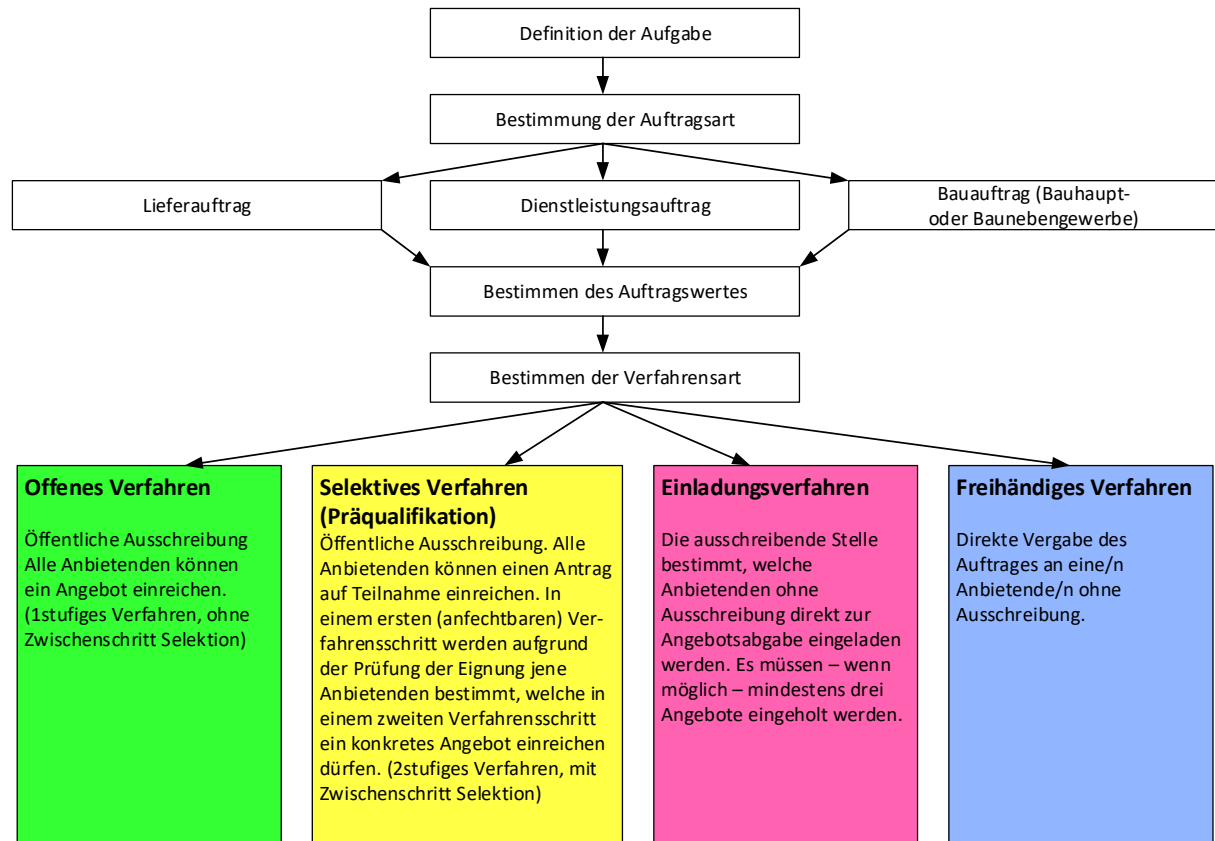 Definition der Aufgabe
Bestimmung der Auftragsart
Lieferauftrag
Dienstleistungsauftrag
Bauauftrag (Bauhaupt-
oder Baunebengewerbe)
Bestimmen des Auftragswertes
Bestimmen der Verfahrensart
Offenes Verfahren
Öffentliche Ausschreibung
Alle Anbietenden können
ein Angebot einreichen.
(1stufiges Verfahren, ohne
Zwischenschritt Selektion)
Selektives Verfahren
(Präqualifikation)
Öffentliche Ausschreibung. Alle
Anbietenden können einen Antrag
auf Teilnahme einreichen. In
einem ersten (anfechtbaren) Ver-
fahrensschritt werden aufgrund
der Prüfung der Eignung jene
Anbietenden bestimmt, welche in
einem zweiten Verfahrensschritt
ein konkretes Angebot einreichen
dürfen. (2stufiges Verfahren, mit
Zwischenschritt Selektion)
Einladungsverfahren
Die ausschreibende Stelle
bestimmt, welche
Anbietenden ohne
Ausschreibung direkt zur
Angebotsabgabe eingeladen
werden. Es müssen – wenn
möglich – mindestens drei
Angebote eingeholt werden.
Freihändiges Verfahren
Direkte Vergabe des
Auftrages an eine/n
Anbietende/n ohne
Ausschreibung.